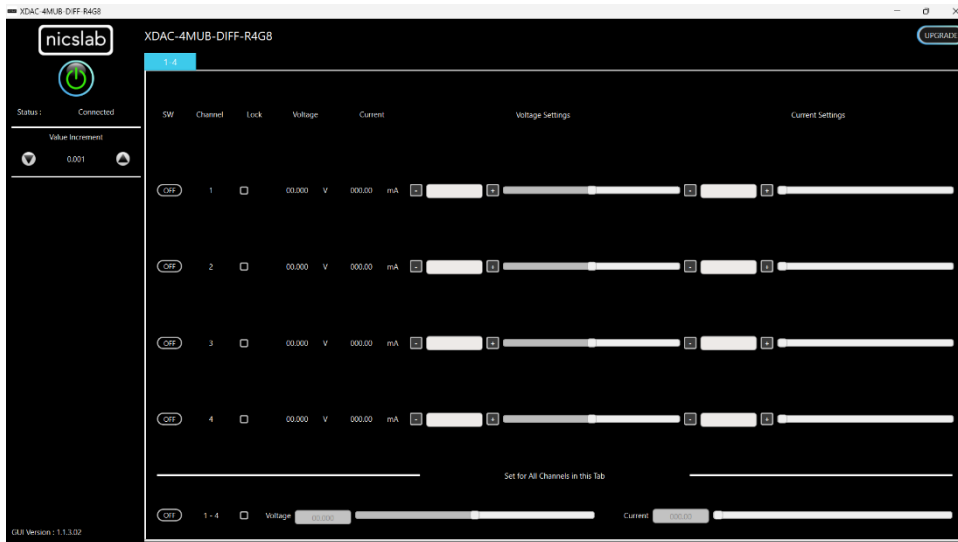 XDAC-4MUB-DIFF-R4G8
nicslab
XDAC-4MUB-DIFF-R4G8
UPGRADE
1-4
Status : Connected
Value Increment
0.001
SW Channel Lock Voltage Current Voltage Settings Current Settings
OFF 1 00.000 V 000.00 mA - + - +
OFF 2 00.000 V 000.00 mA - + - +
OFF 3 00.000 V 000.00 mA - + - +
OFF 4 00.000 V 000.00 mA - + - +
Set for All Channels in this Tab
OFF 1 - 4 Voltage 00.000 Current 000.00
GUI Version : 1.1.3.02